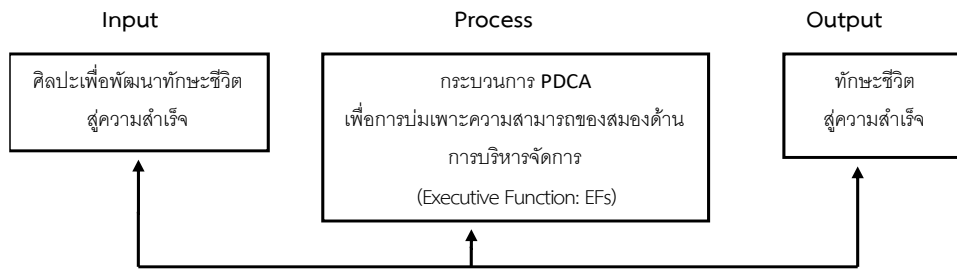 Input
Process
Output
ศิลปะเพื่อพัฒนาทักษะชีวิต
สู่ความสำเร็จ
กระบวนการ PDCA
เพื่อการบ่มเพาะความสามารถของสมองด้าน
การบริหารจัดการ
(Executive Function: EFs)
ทักษะชีวิต
สู่ความสำเร็จ